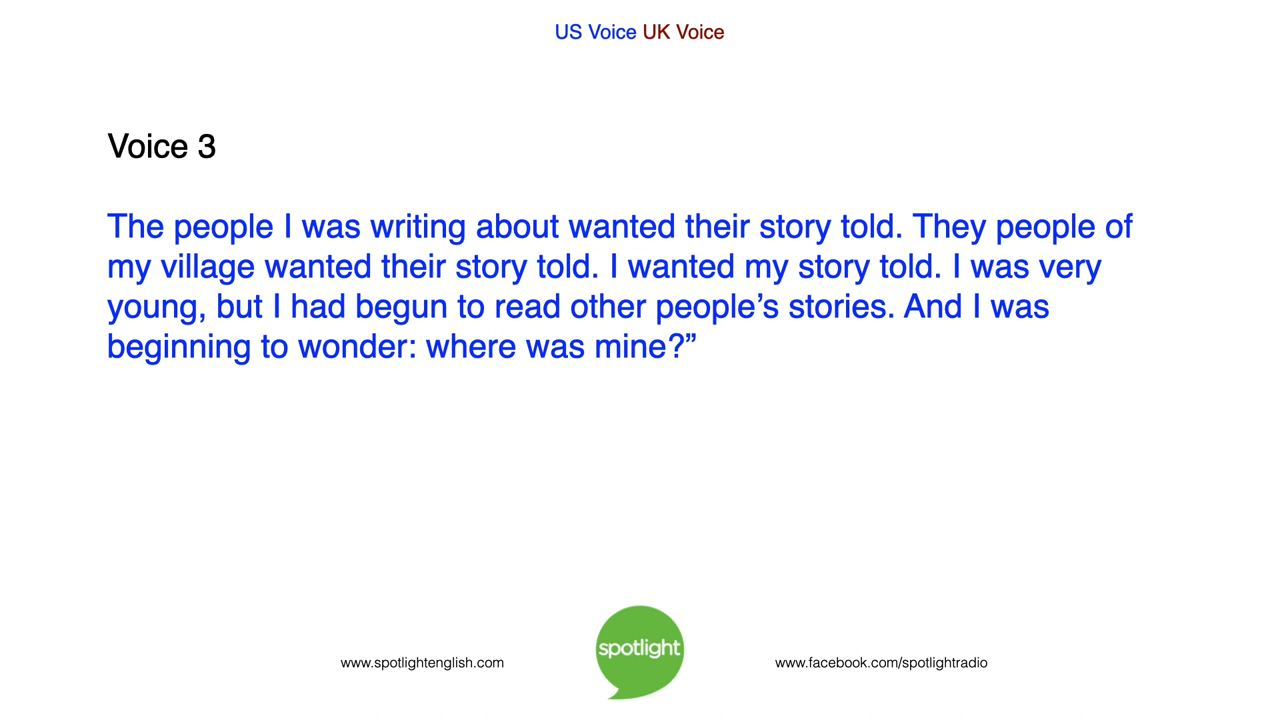 US Voice UK Voice
Voice 3
The people I was writing about wanted their story told. They people of
my village wanted their story told. I wanted my story told. I was very
young, but I had begun to read other people’s stories. And I was
beginning to wonder: where was mine?”
spotlight
www.spotlightenglish.com
www.facebook.com/spotlightradio